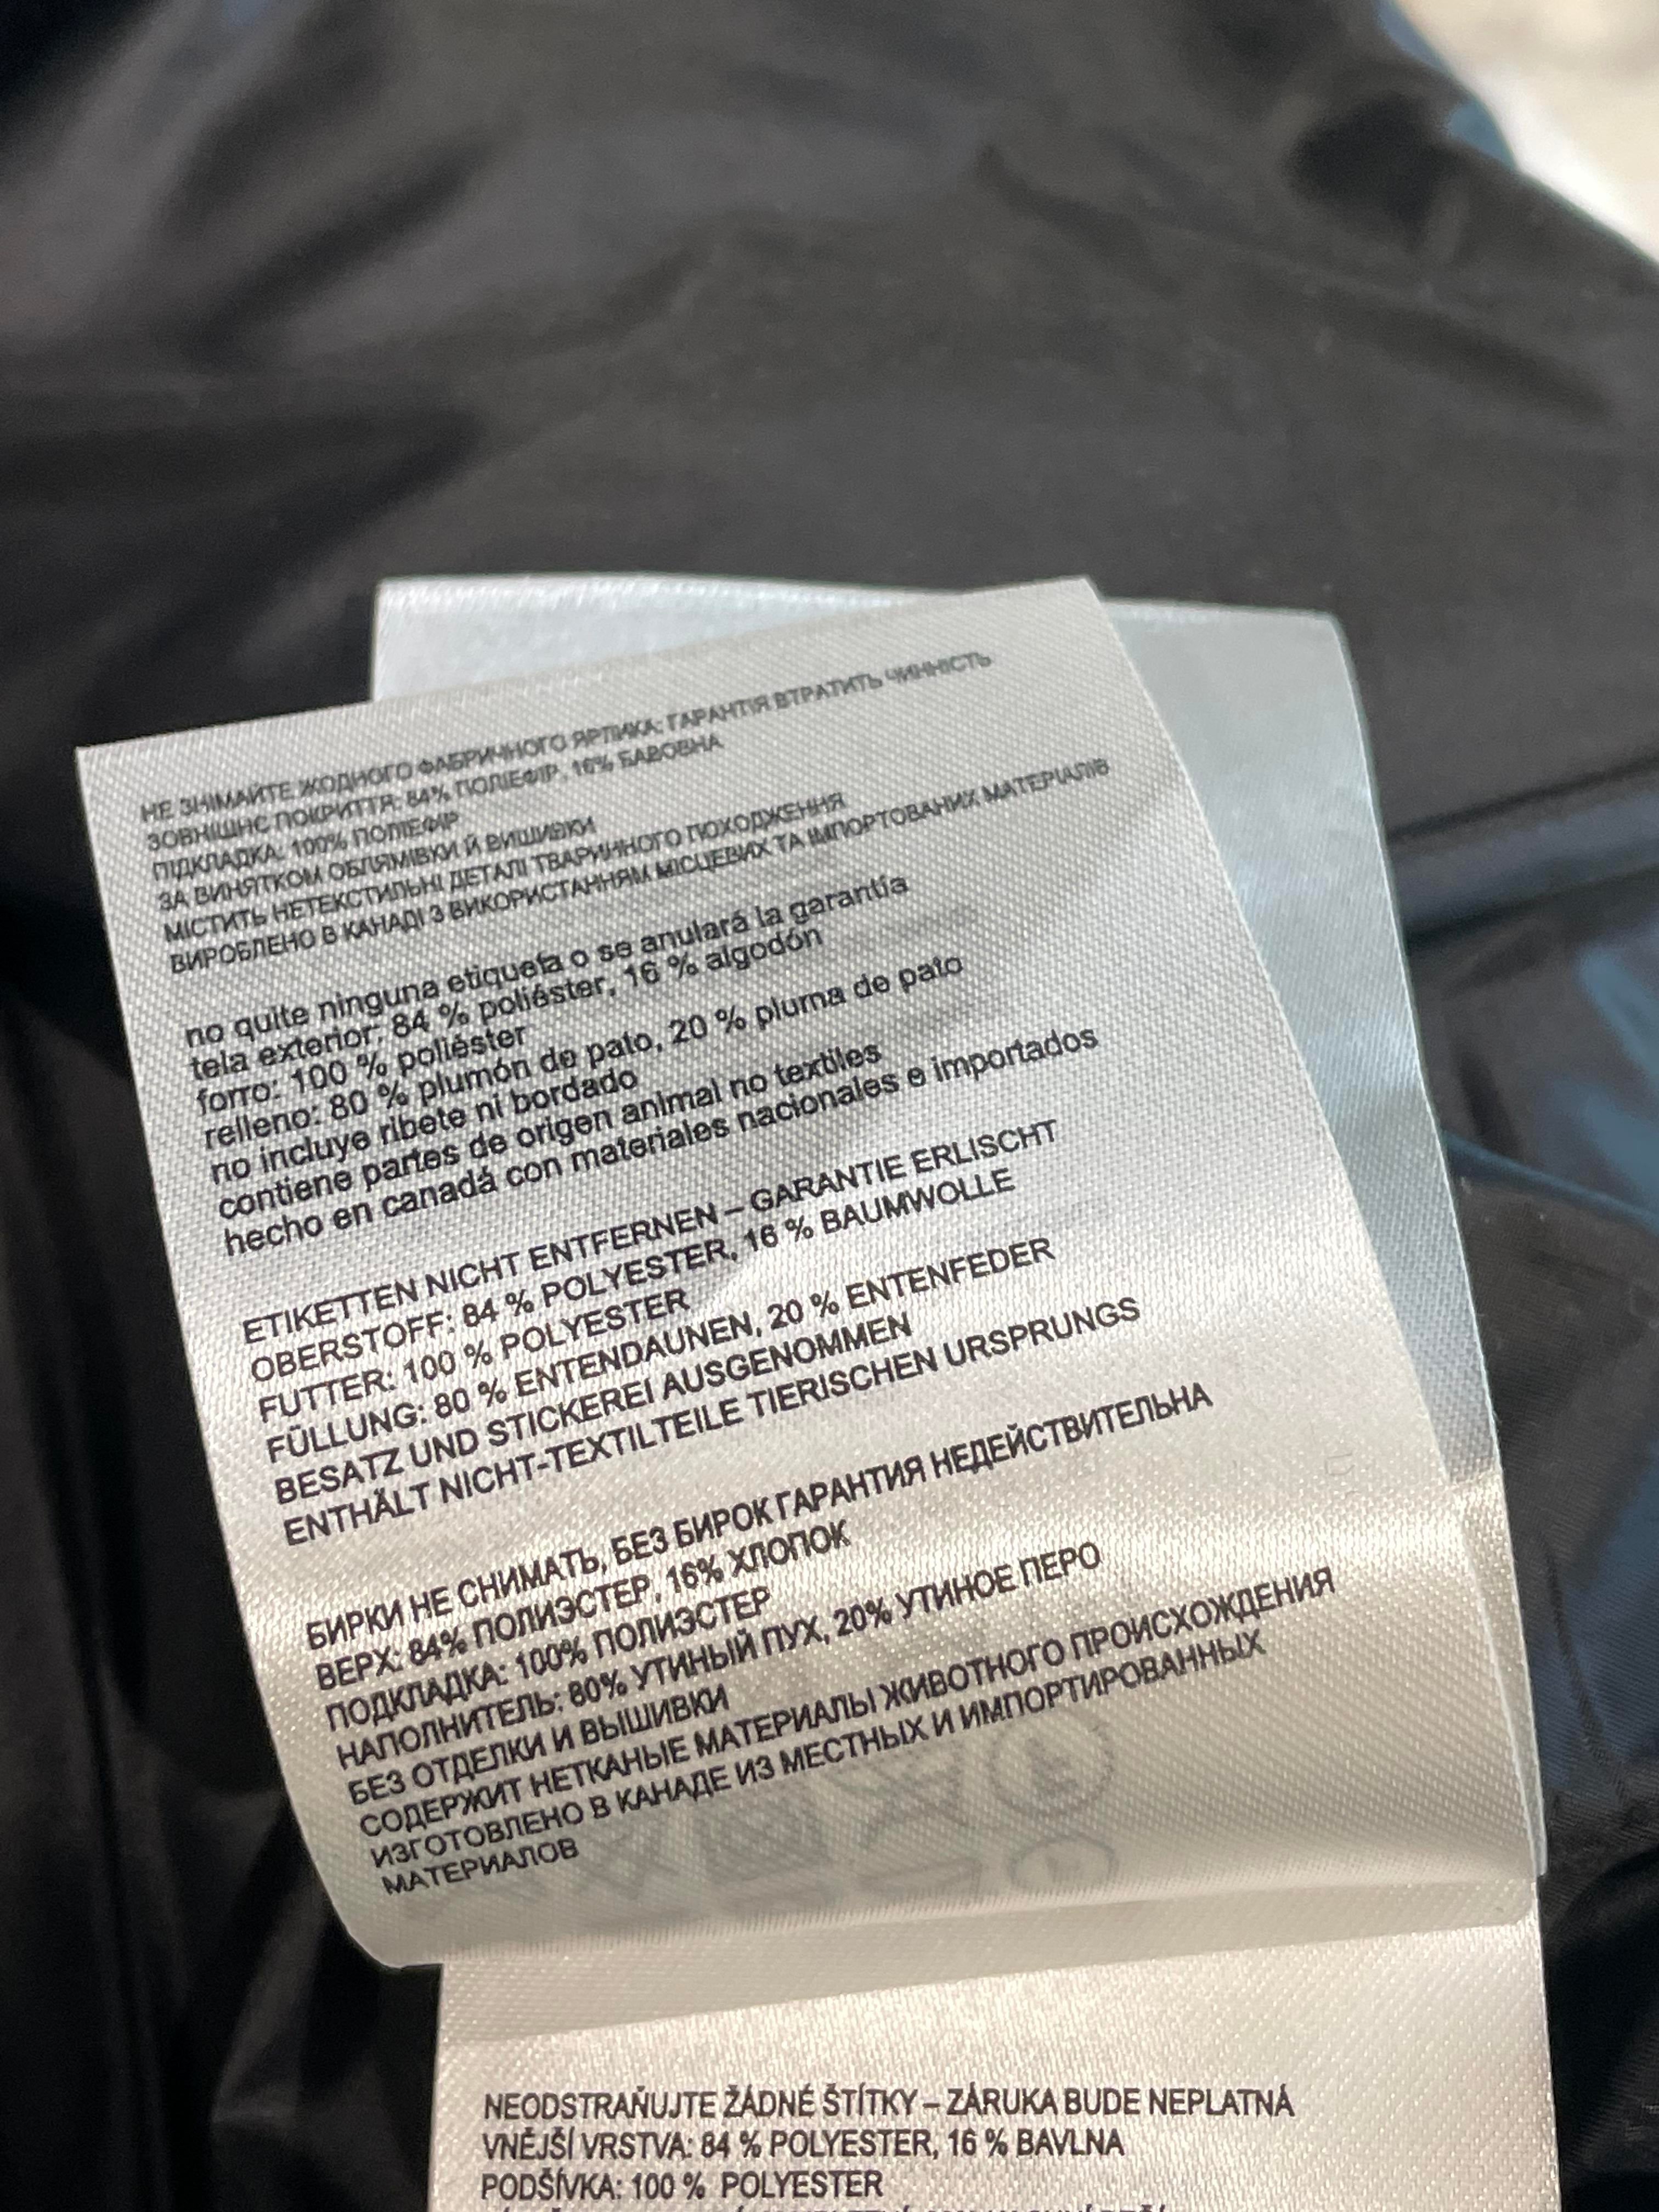 НЕ ЗНІМАЙТЕ ЖОДНОГО ФАБРИЧНОГО ЯРЛИКА: ГАРАНТІЯ ВТРАТИТЬ ЧИННІСТЬ
ЗОВНІШНЄ ПОКРИТТЯ: 84% ПОЛІЕФІР, 16% БАВОВНА
ПІДКЛАДКА: 100% ПОЛІЕФІР
ЗА ВИНЯТКОМ ОБЛЯМІВКИ Й ВИШИВКИ
МІСТИТЬ НЕТЕКСТИЛЬНІ ДЕТАЛІ ТВАРИННОГО ПОХОДЖЕННЯ
ВИРОБЛЕНО В КАНАДІ З ВИКОРИСТАННЯМ МІСЦЕВИХ ТА ІМПОРТОВАНИХ МАТЕРІАЛІВ
no quite ninguna etiqueta o se anulará la garantía
tela exterior: 84 % poliéster, 16 % algodón
forro: 100 % poliéster
relleno: 80 % plumón de pato, 20 % pluma de pato
no incluye ribete ni bordado
contiene partes de origen animal no textiles
hecho en canadá con materiales nacionales e importados
ETIKETTEN NICHT ENTFERNEN – GARANTIE ERLISCHT
OBERSTOFF: 84 % POLYESTER, 16 % BAUMWOLLE
FUTTER: 100 % POLYESTER
FÜLLUNG: 80 % ENTENDAUNEN, 20 % ENTENFEDER
BESATZ UND STICKEREI AUSGENOMMEN
ENTHÄLT NICHT-TEXTILTEILE TIERISCHEN URSPRUNGS
БИРКИ НЕ СНИМАТЬ, БЕЗ БИРОК ГАРАНТИЯ НЕДЕЙСТВИТЕЛЬНА
ВЕРХ: 84% ПОЛИЭСТЕР, 16% ХЛОПОК
ПОДКЛАДКА: 100% ПОЛИЭСТЕР
НАПОЛНИТЕЛЬ: 80% УТИНЫЙ ПУХ, 20% УТИНОЕ ПЕРО
БЕЗ ОТДЕЛКИ И ВЫШИВКИ
СОДЕРЖИТ НЕТКАНЫЕ МАТЕРИАЛЫ ЖИВОТНОГО ПРОИСХОЖДЕНИЯ
ИЗГОТОВЛЕНО В КАНАДЕ ИЗ МЕСТНЫХ И ИМПОРТИРОВАННЫХ
МАТЕРИАЛОВ
NEODSTRAŇUJTE ŽÁDNÉ ŠTÍTKY – ZÁRUKA BUDE NEPLATNÁ
VNĚJŠÍ VRSTVA: 84 % POLYESTER, 16 % BAVLNA
PODŠÍVKA: 100 % POLYESTER